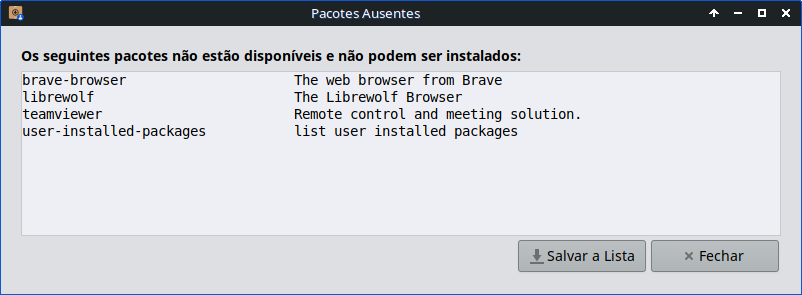 Pacotes Ausentes
Os seguintes pacotes não estão disponíveis e não podem ser instalados:
brave-browser The web browser from Brave
librewolf The Librewolf Browser
teamviewer Remote control and meeting solution.
user-installed-packages list user installed packages
Salvar a Lista Fechar